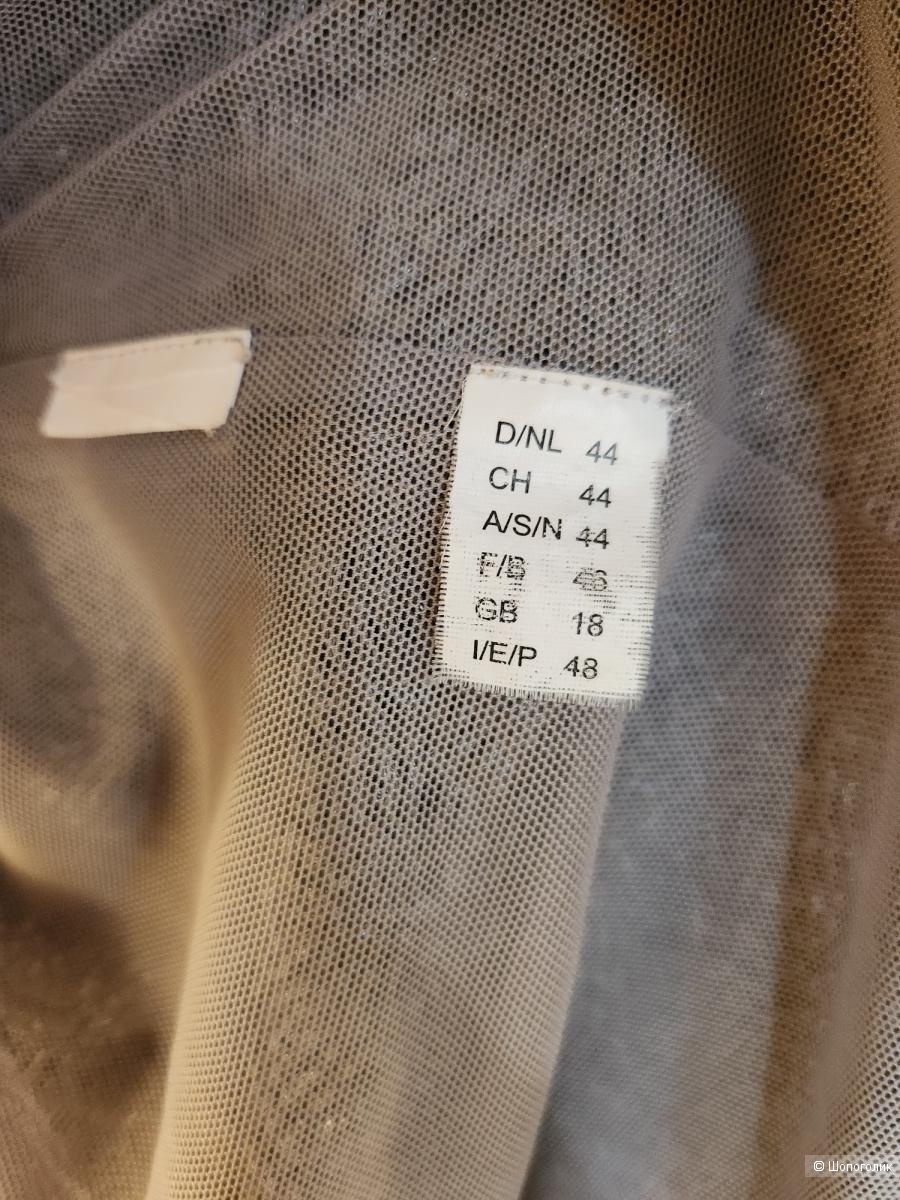 D/NL 44
CH 44
A/S/N 44
F/B 46
GB 18
I/E/P 48
© Шопоголик